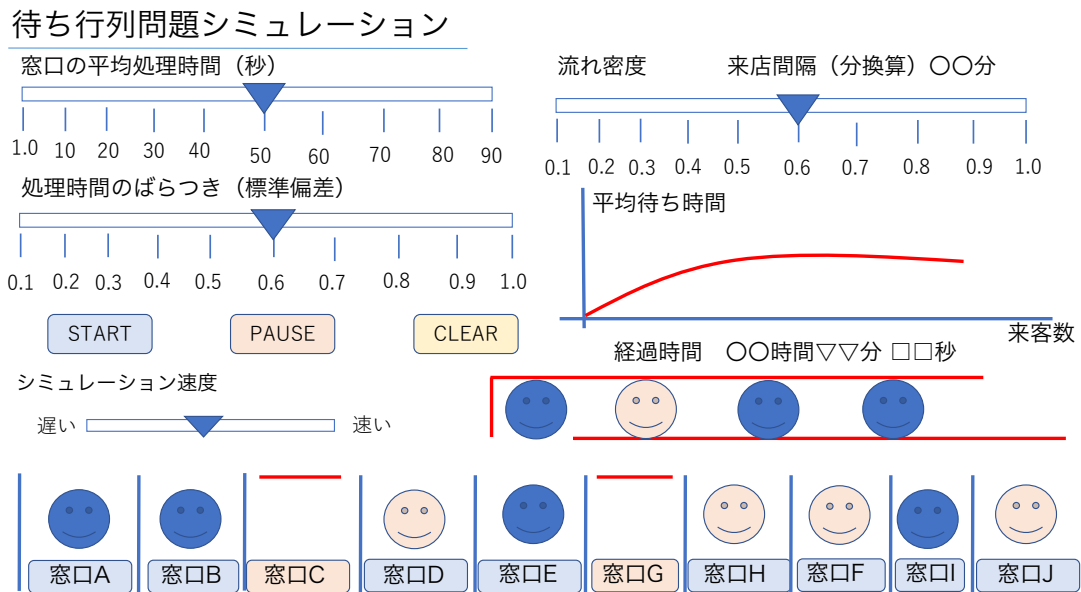 待ち行列問題シミュレーション
窓口の平均処理時間（秒）
1.0 10 20 30 40 50 60 70 80 90
処理時間のばらつき（標準偏差）
0.1 0.2 0.3 0.4 0.5 0.6 0.7 0.8 0.9 1.0
START PAUSE CLEAR
シミュレーション速度
遅い 速い
流れ密度 来店間隔（分換算）〇〇分
0.1 0.2 0.3 0.4 0.5 0.6 0.7 0.8 0.9 1.0
平均待ち時間
来客数
経過時間 〇〇時間▽▽分 □□秒
窓口A 窓口B 窓口C 窓口D 窓口E 窓口G 窓口H 窓口F 窓口I 窓口J